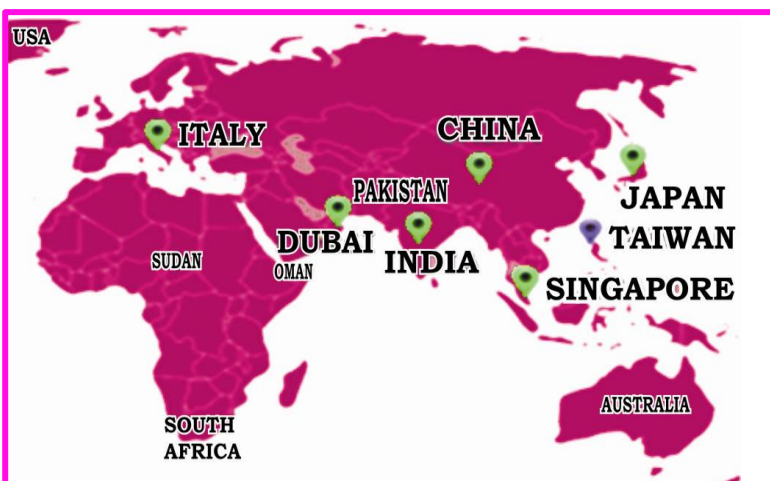 USA
ITALY
CHINA
PAKISTAN
JAPAN
DUBAI
INDIA
TAIWAN
SUDAN
OMAN
SINGAPORE
AUSTRALIA
SOUTH
AFRICA